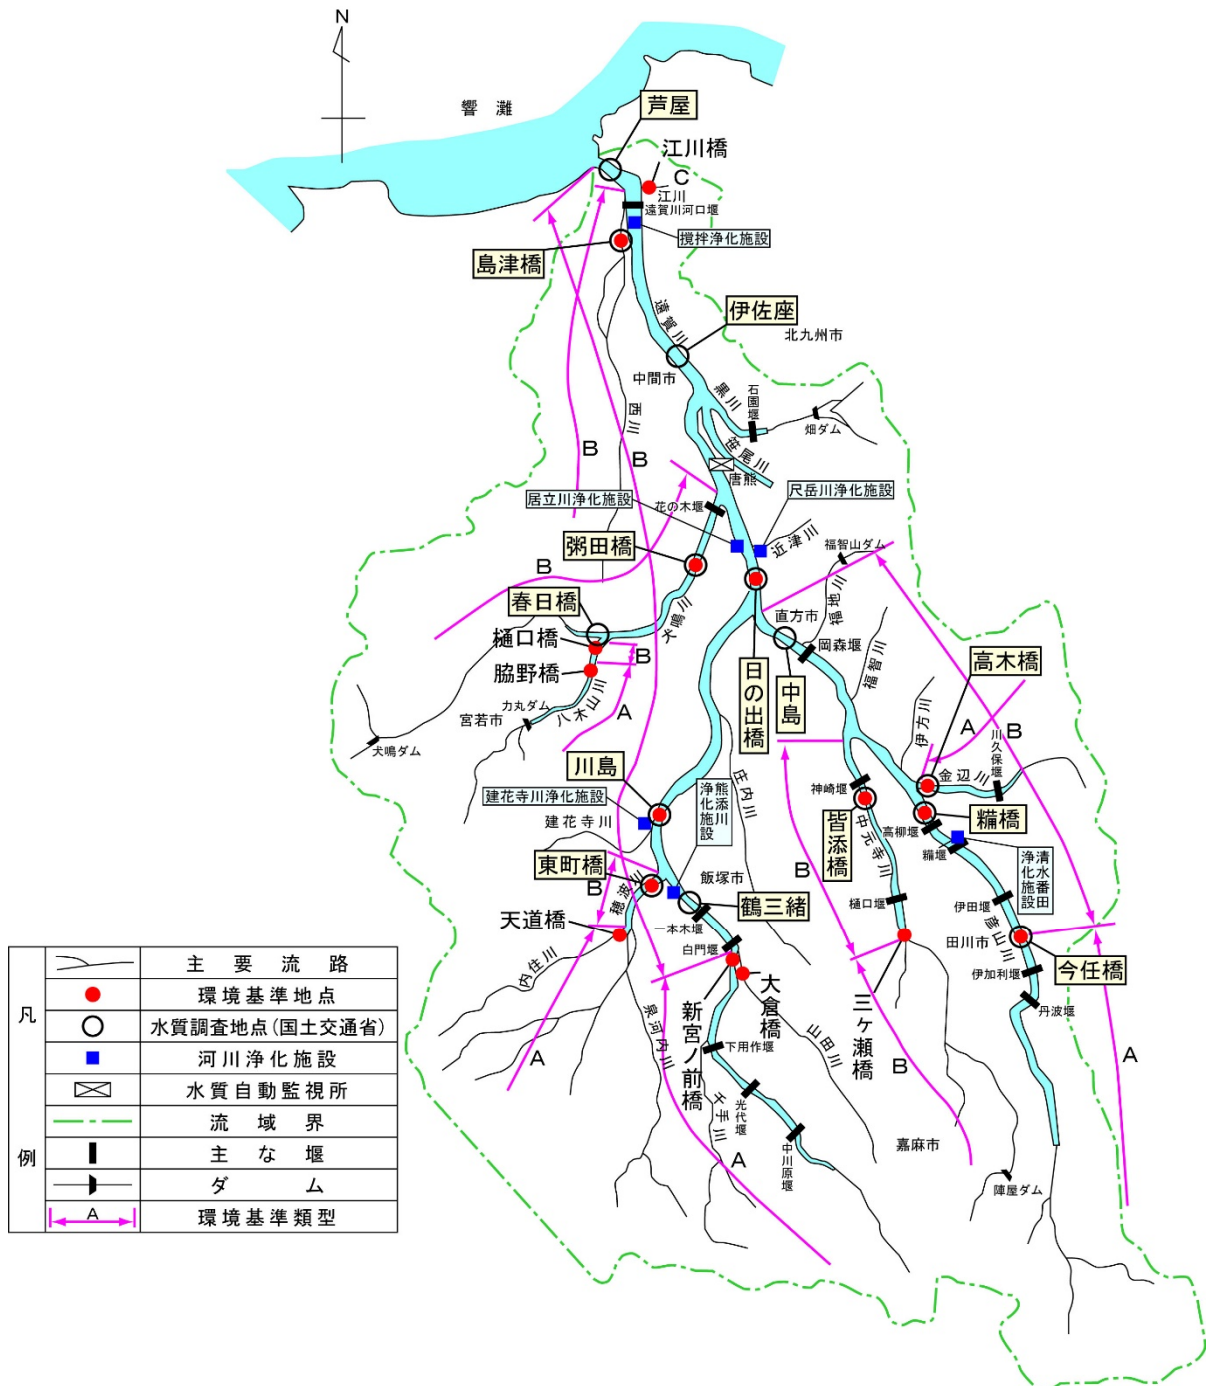 N
響灘
芦屋
江川橋
C
江川
遠賀川河口堰
攪拌浄化施設
島津橋
遠賀川
伊佐座
北九州市
中間市
黒川
石園堰
畑ダム
西川
笹尾川
B
B
唐熊
居立川浄化施設
花の木堰
尺岳川浄化施設
近津川
福智山ダム
粥田橋
B
福地川
春日橋
犬鳴川
直方市
樋口橋
B
岡森堰
福智川
高木橋
脇野橋
日の出橋
中島
伊方川
A
B
力丸ダム
八木山川
A
宮若市
犬鳴ダム
川久保堰
金辺川
川島
庄内川
神崎堰
建花寺川浄化施設
熊添川
浄化施設
建花寺川
皆添橋
中元寺川
高柳堰
糒橋
糒堰
清水番田
浄化施設
東町橋
B
穂波川
飯塚市
鶴三緒
B
樋口堰
伊田堰
彦山川
天道橋
一本木堰
白門堰
田川市
今任橋
内住川
伊加利堰
丹波堰
泉河内川
新宮ノ前橋
大倉橋
山田川
三ヶ瀬橋
A
下用作堰
B
A
千手川
光代堰
中川原堰
A
嘉麻市
陣屋ダム
凡例
主要流路
環境基準地点
水質調査地点(国土交通省)
河川浄化施設
水質自動監視所
流域界
主な堰
ダム
A
環境基準類型